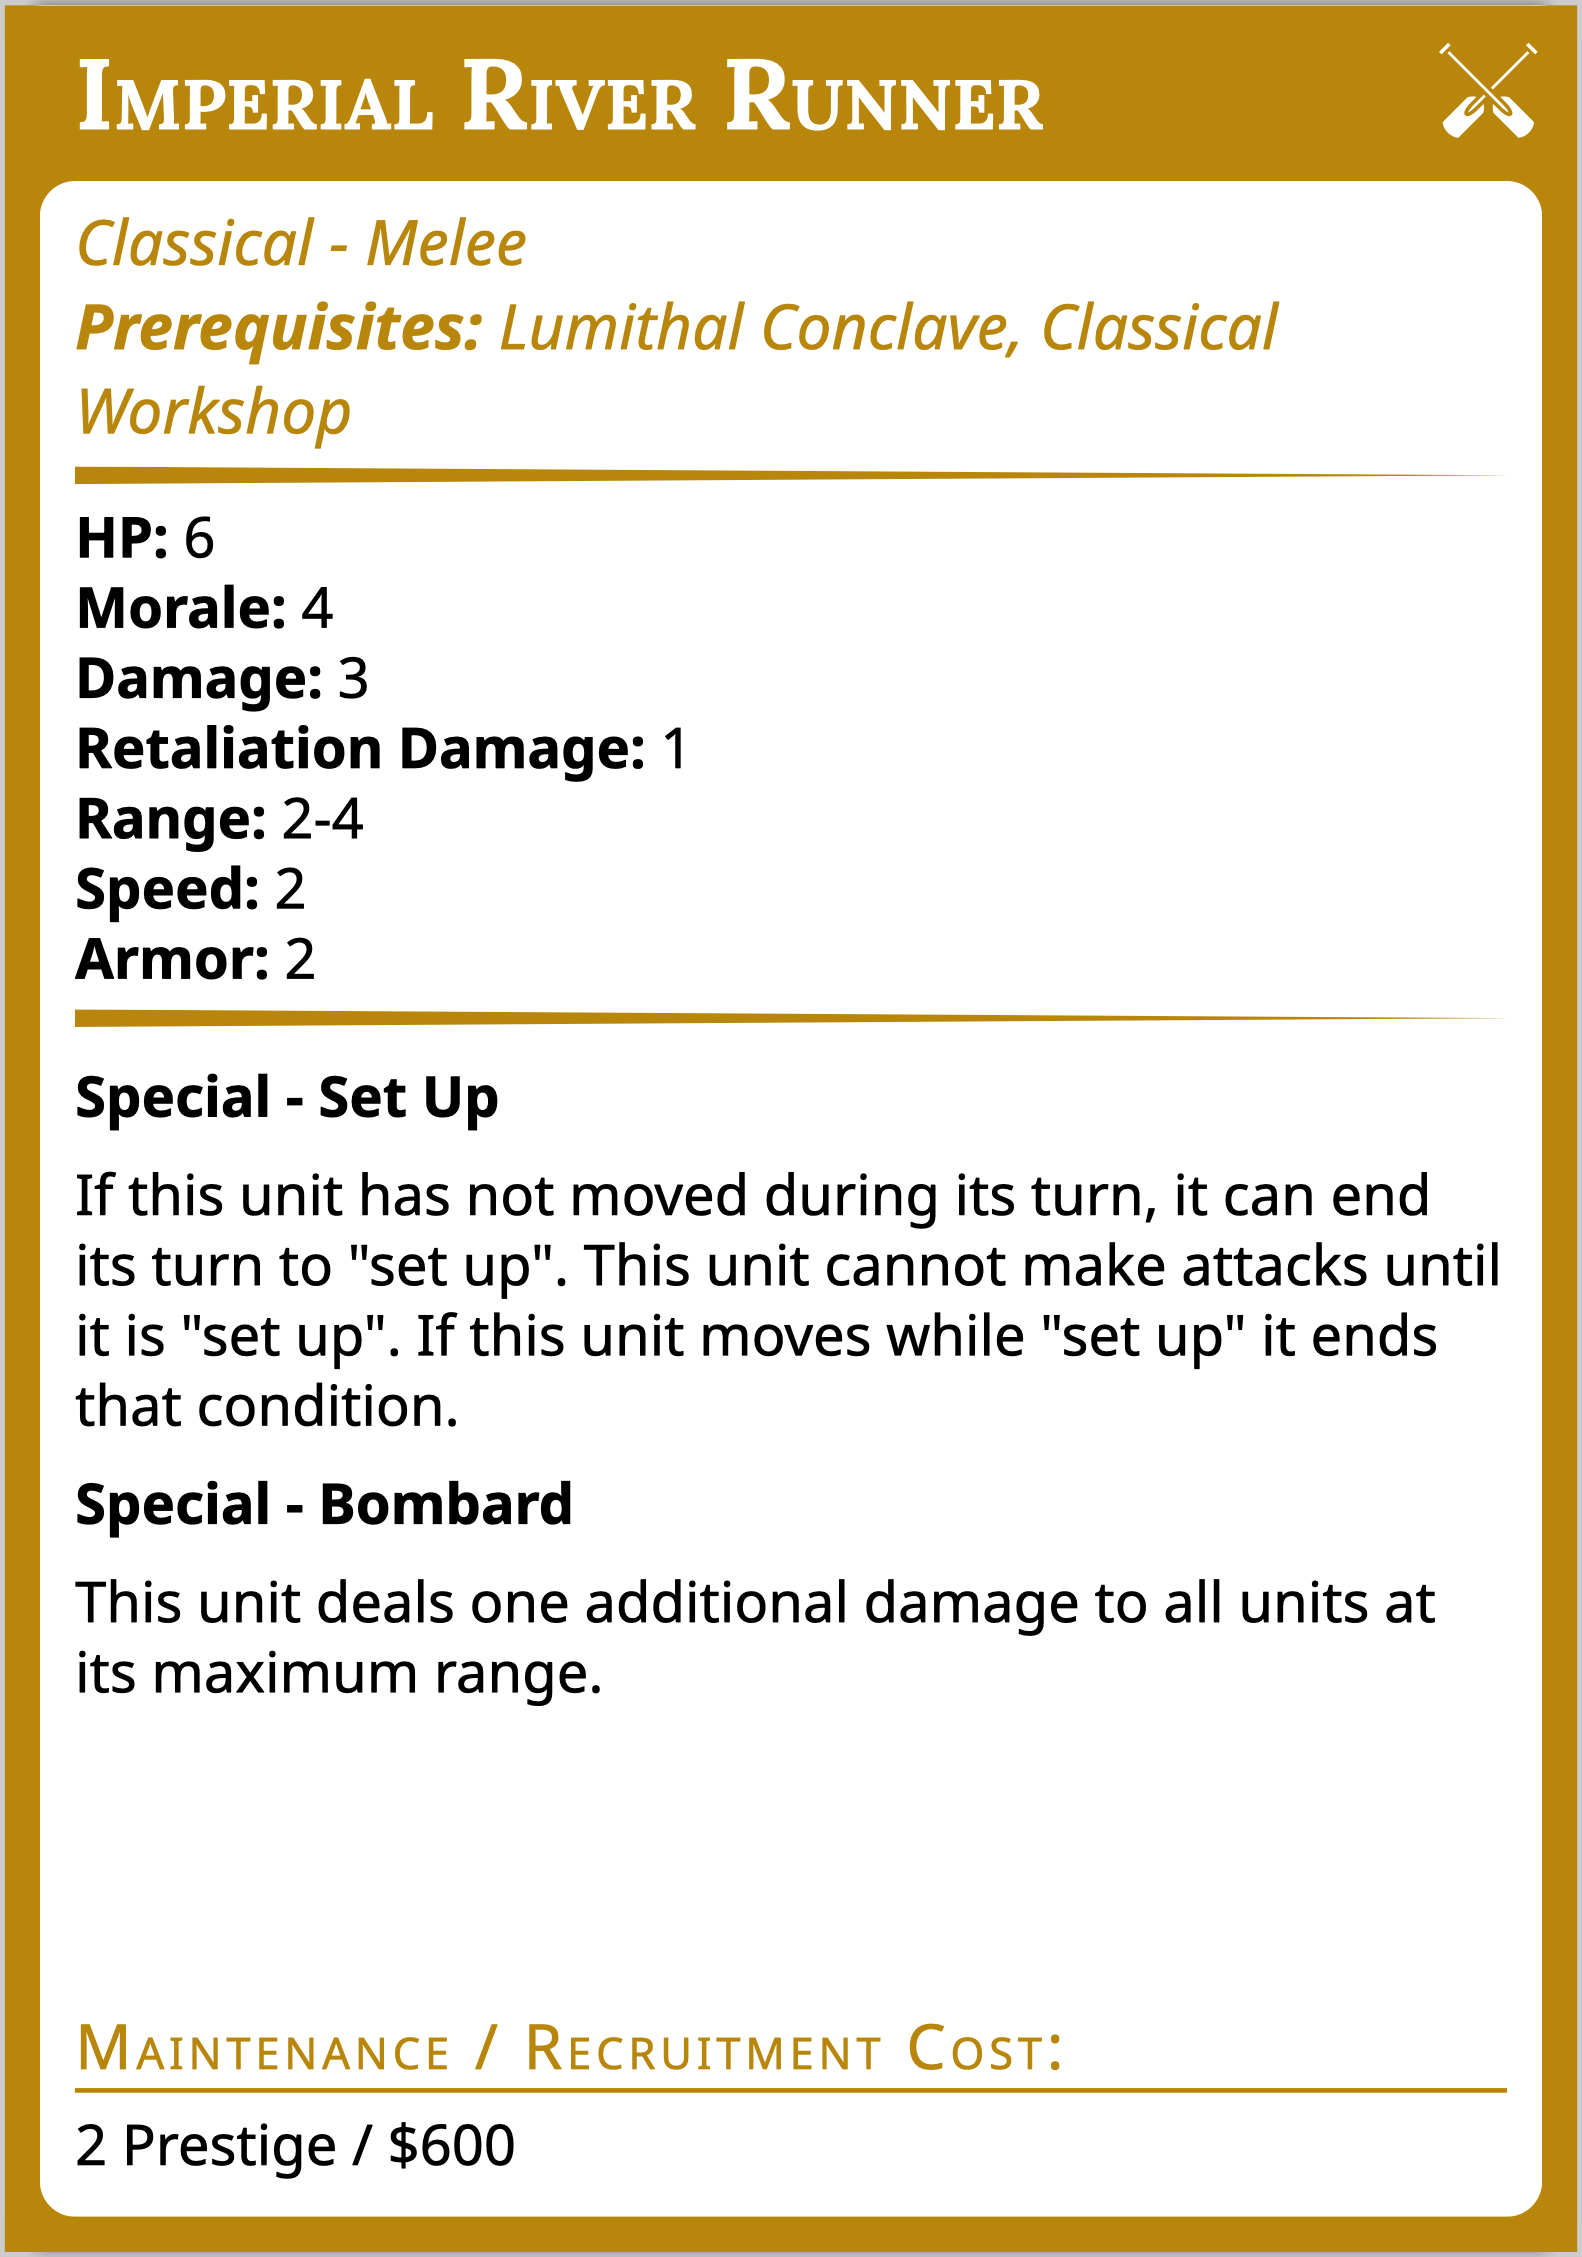 Imperial River Runner
Classical - Melee
Prerequisites: Lumithal Conclave, Classical
Workshop
HP: 6
Morale: 4
Damage: 3
Retaliation Damage: 1
Range: 2-4
Speed: 2
Armor: 2
Special - Set Up
If this unit has not moved during its turn, it can end
its turn to "set up". This unit cannot make attacks until
it is "set up". If this unit moves while "set up" it ends
that condition.
Special - Bombard
This unit deals one additional damage to all units at
its maximum range.
Maintenance / Recruitment Cost:
2 Prestige / $600